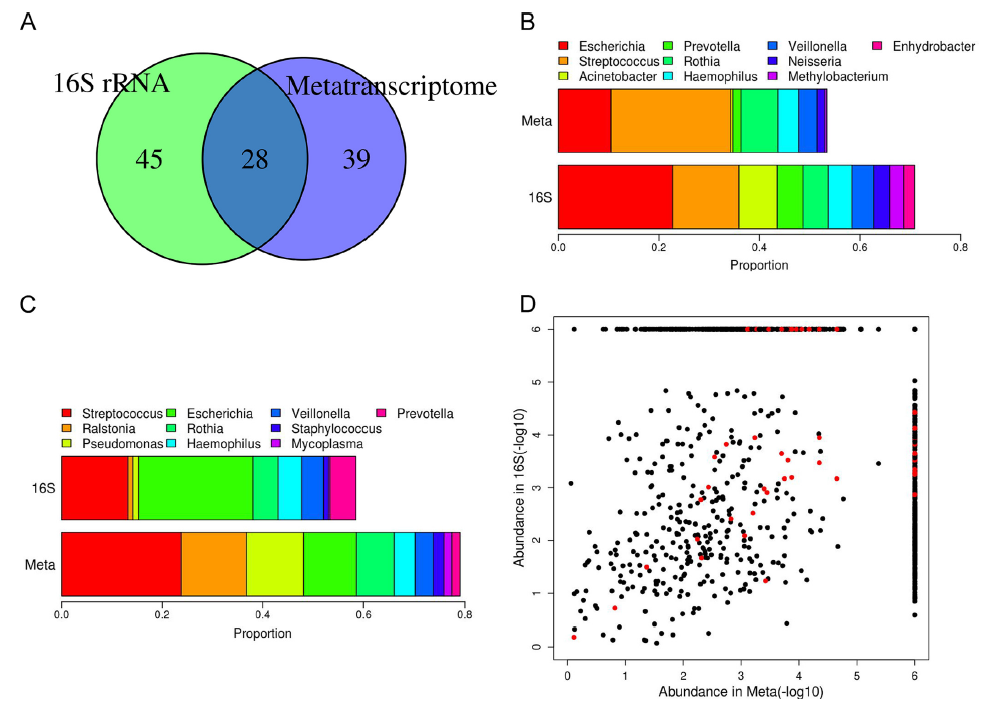 A
16S rRNA
Metatranscriptome
45
28
39
B
Escherichia Prevotella Veillonella Enhydrobacter
Streptococcus Rothia Neisseria
Acinetobacter Haemophilus Methylobacterium
Meta
16S
0.0 0.2 0.4 0.6 0.8
Proportion
C
Streptococcus Escherichia Veillonella Prevotella
Ralstonia Rothia Staphylococcus
Pseudomonas Haemophilus Mycoplasma
16S
Meta
0.0 0.2 0.4 0.6 0.8
Proportion
D
6
5
4
3
2
1
0
Abundance in 16S(-log10)
0 1 2 3 4 5 6
Abundance in Meta(-log10)